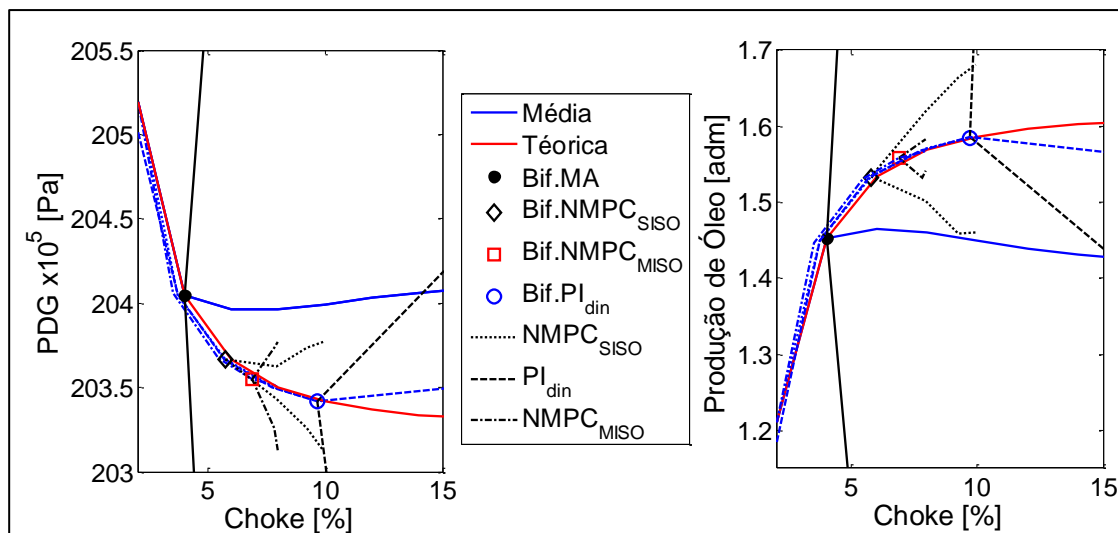 205.5
205
204.5
204
203.5
203
PDG x10⁵ [Pa]
5
10
15
Choke [%]
Média
Téorica
Bif.MA
Bif.NMPC_SISO
Bif.NMPC_MISO
Bif.PI_din
NMPC_SISO
PI_din
NMPC_MISO
1.7
1.6
1.5
1.4
1.3
1.2
Produção de Óleo [adm]
5
10
15
Choke [%]